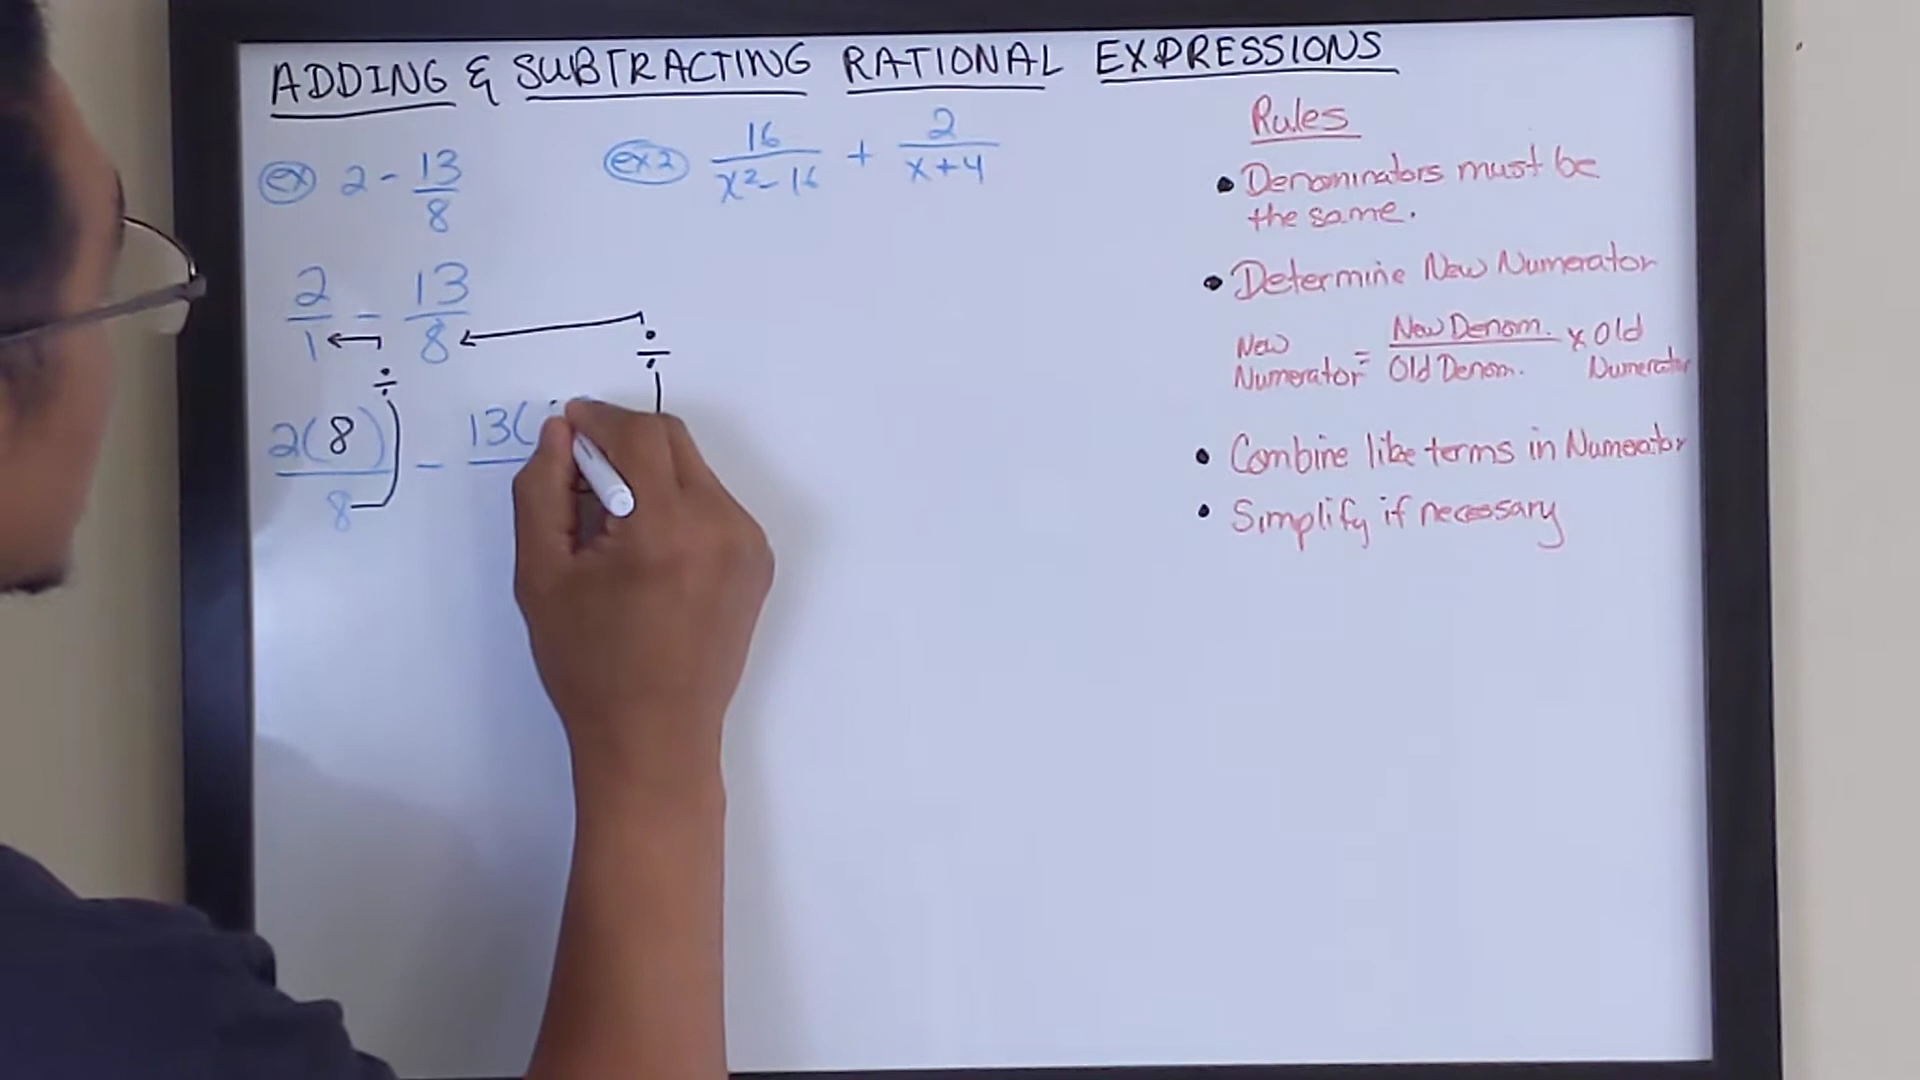 ADDING & SUBTRACTING RATIONAL EXPRESSIONS
ex 2 - 13/8
2/1 - 13/8
÷ ÷
2(8)/8 - 13(
ex2 16/x²-16 + 2/x+4
Rules
• Denominators must be
the same.
• Determine New Numerator
New Numerator = New Denom./Old Denom. x Old Numerator
• Combine like terms in Numerator
• Simplify if necessary